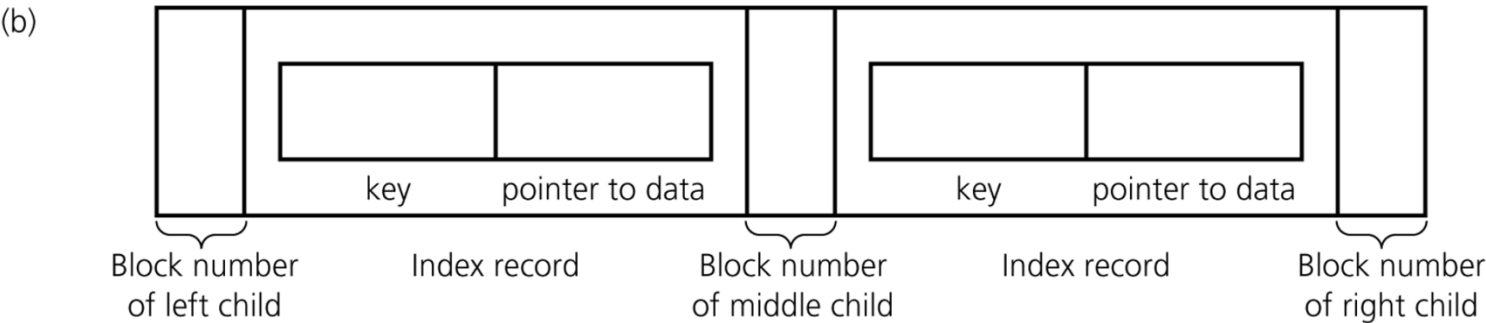 (b)
key
pointer to data
key
pointer to data
Block number
of left child
Index record
Block number
of middle child
Index record
Block number
of right child